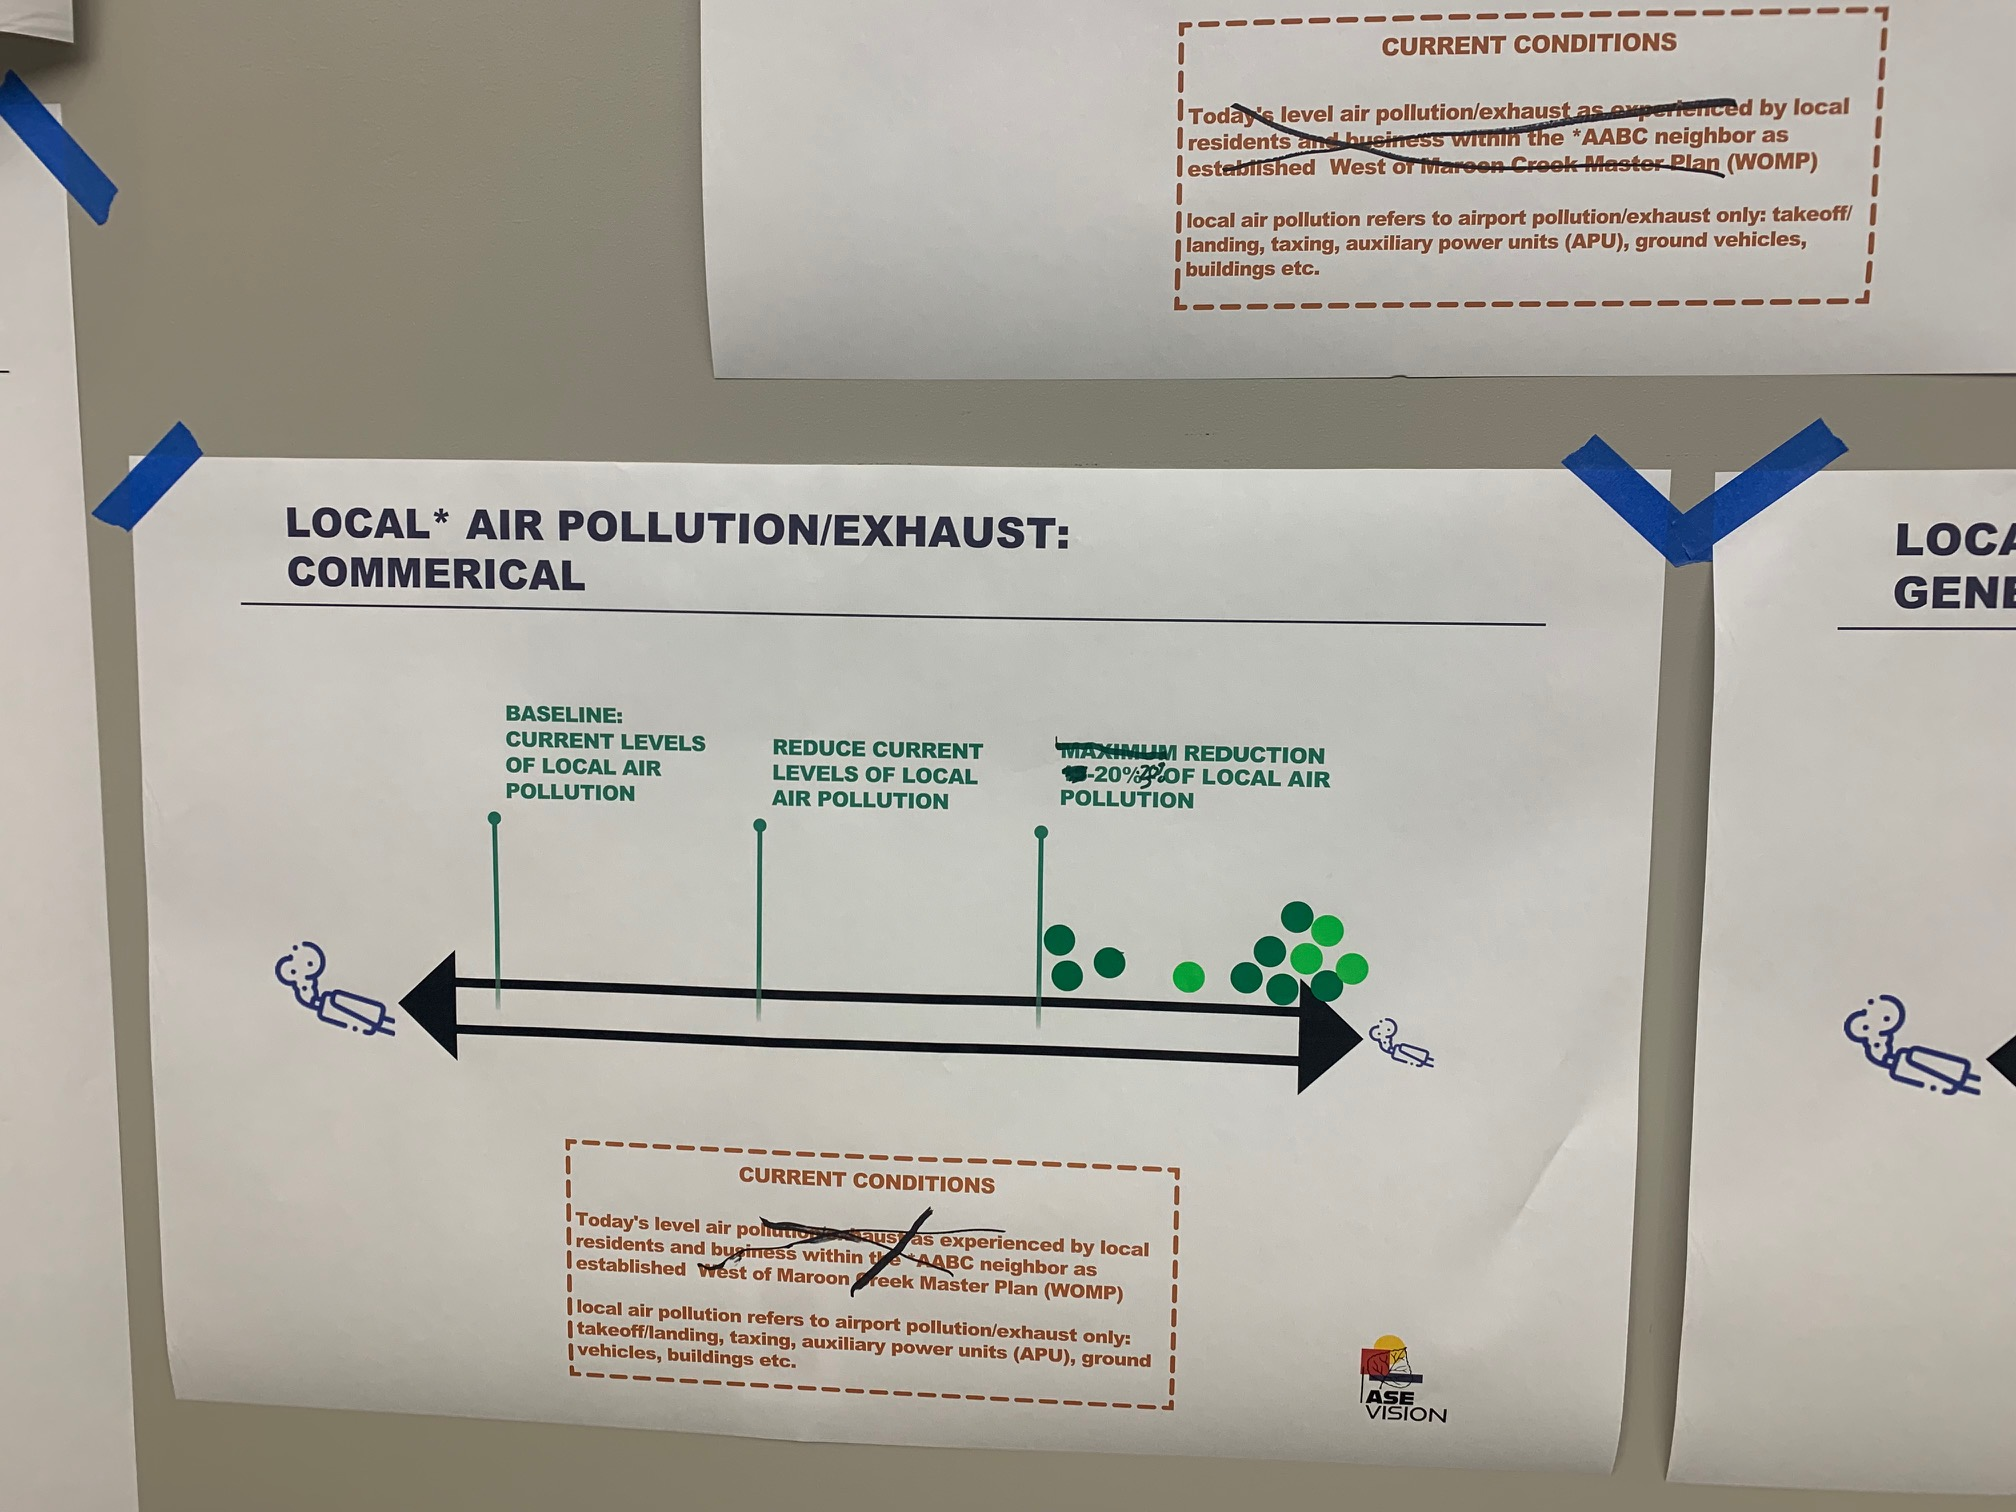 CURRENT CONDITIONS
Today's level air pollution/exhaust as experienced by local
residents and business within the *AABC neighbor as
established West of Maroon Creek Master Plan (WOMP)
local air pollution refers to airport pollution/exhaust only: takeoff/
landing, taxing, auxiliary power units (APU), ground vehicles,
buildings etc.
LOCAL* AIR POLLUTION/EXHAUST:
COMMERICAL
BASELINE:
CURRENT LEVELS
OF LOCAL AIR
POLLUTION
REDUCE CURRENT
LEVELS OF LOCAL
AIR POLLUTION
MAXIMUM REDUCTION
-20% OF LOCAL AIR
POLLUTION
CURRENT CONDITIONS
Today's level air pollution/exhaust as experienced by local
residents and business within the *AABC neighbor as
established West of Maroon Creek Master Plan (WOMP)
local air pollution refers to airport pollution/exhaust only:
takeoff/landing, taxing, auxiliary power units (APU), ground
vehicles, buildings etc.
ASE
VISION
LOCA
GENE